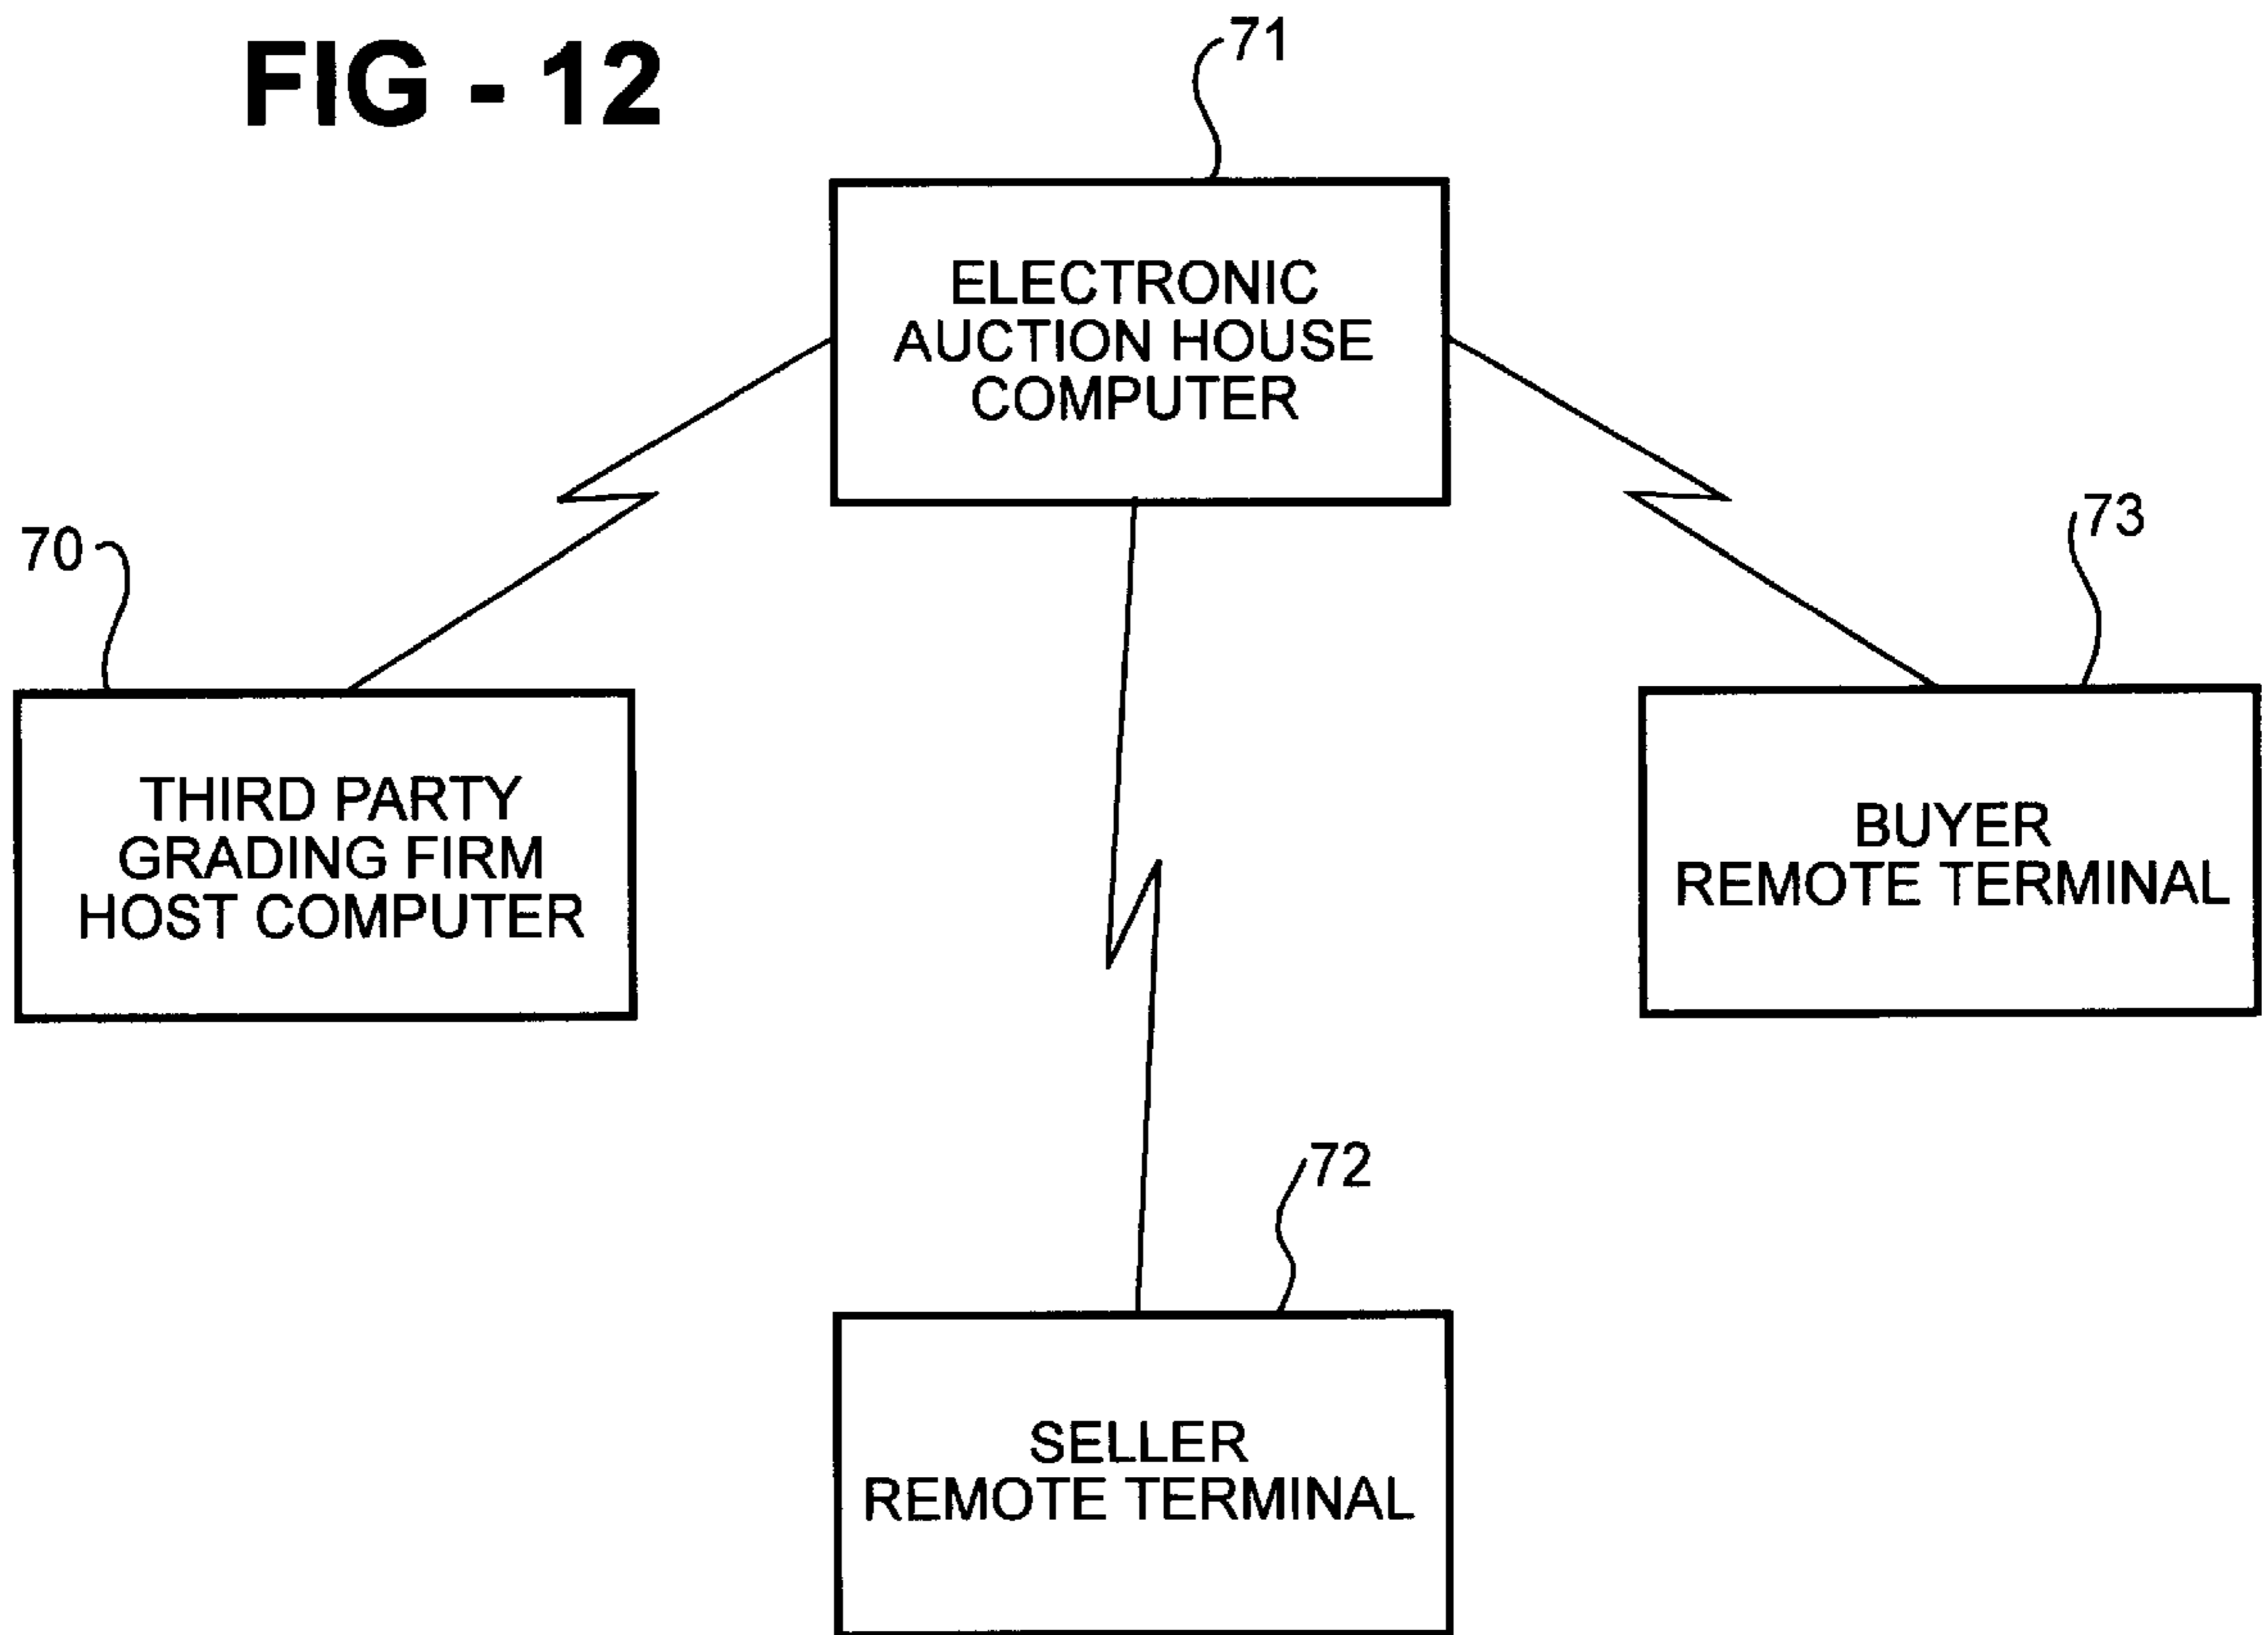 FIG - 12
71
ELECTRONIC
AUCTION HOUSE
COMPUTER
70
THIRD PARTY
GRADING FIRM
HOST COMPUTER
73
BUYER
REMOTE TERMINAL
72
SELLER
REMOTE TERMINAL